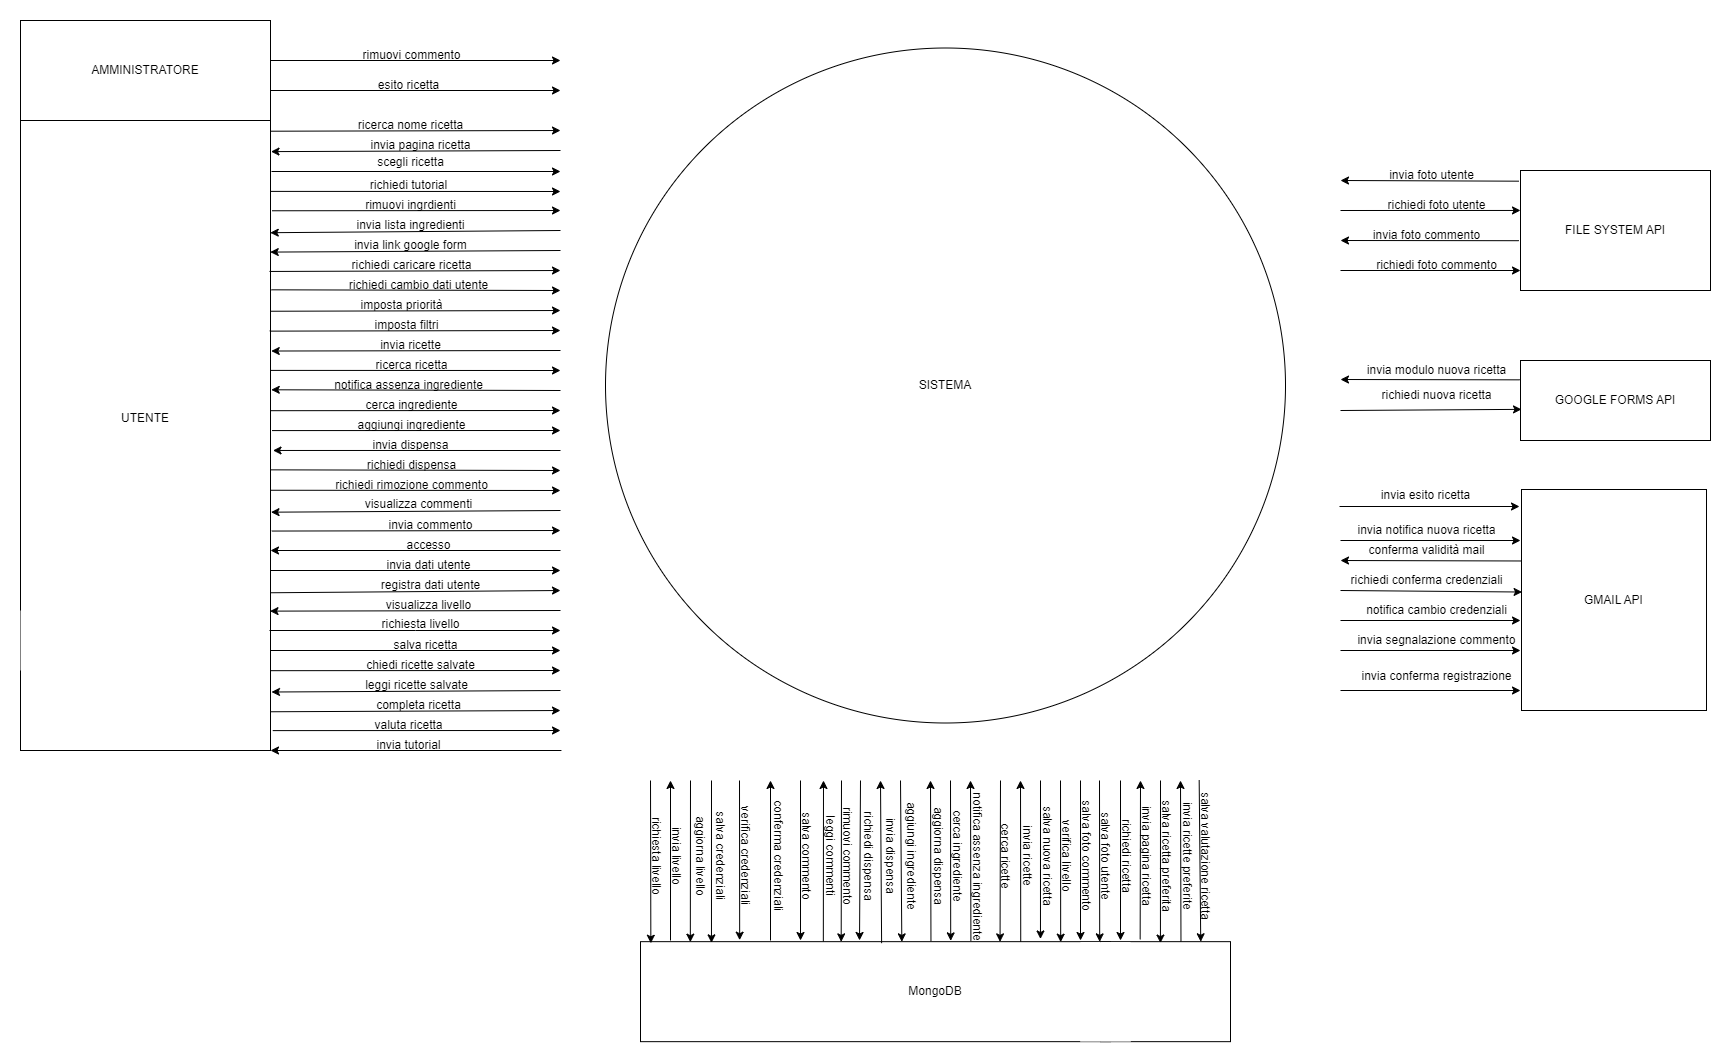 AMMINISTRATORE
rimuovi commento
esito ricetta
ricerca nome ricetta
invia pagina ricetta
scegli ricetta
richiedi tutorial
rimuovi ingrdienti
invia lista ingredienti
invia link google form
richiedi caricare ricetta
richiedi cambio dati utente
imposta priorità
imposta filtri
invia ricette
ricerca ricetta
notifica assenza ingrediente
cerca ingrediente
aggiungi ingrediente
invia dispensa
richiedi dispensa
richiedi rimozione commento
visualizza commenti
invia commento
accesso
invia dati utente
registra dati utente
visualizza livello
richiesta livello
salva ricetta
chiedi ricette salvate
leggi ricette salvate
completa ricetta
valuta ricetta
invia tutorial
UTENTE
SISTEMA
invia foto utente
richiedi foto utente
invia foto commento
richiedi foto commento
FILE SYSTEM API
invia modulo nuova ricetta
richiedi nuova ricetta
GOOGLE FORMS API
invia esito ricetta
invia notifica nuova ricetta
conferma validità mail
richiedi conferma credenziali
notifica cambio credenziali
invia segnalazione commento
invia conferma registrazione
GMAIL API
richiesta livello
invia livello
aggiorna livello
salva credenziali
verifica credenziali
conferma credenziali
salva commento
leggi commenti
rimuovi commento
richiedi dispensa
invia dispensa
aggiungi ingrediente
aggiorna dispensa
cerca ingrediente
notifica assenza ingrediente
cerca ricette
invia ricette
salva nuova ricetta
verifica livello
salva foto commento
salva foto utente
richiedi ricetta
invia pagina ricetta
salva ricetta preferita
invia ricette preferite
salva valutazione ricetta
MongoDB